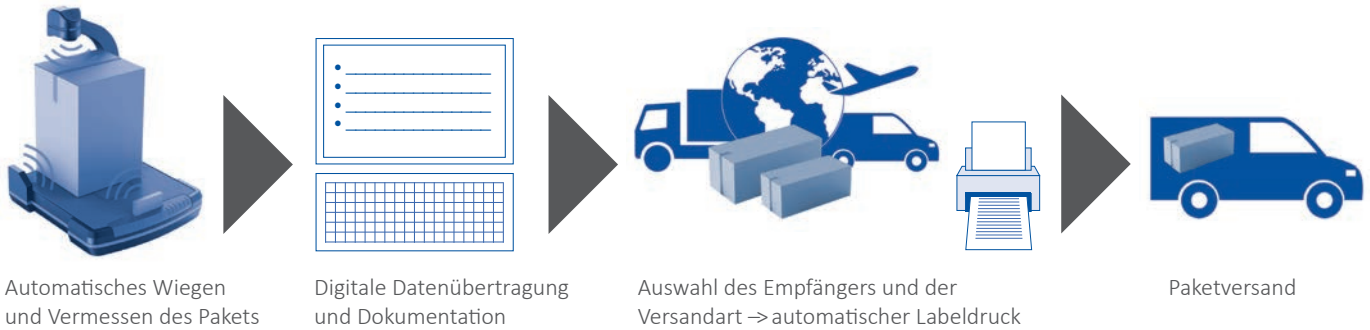 Automatisches Wiegen
und Vermessen des Pakets
Digitale Datenübertragung
und Dokumentation
Auswahl des Empfängers und der
Versandart → automatischer Labeldruck
Paketversand